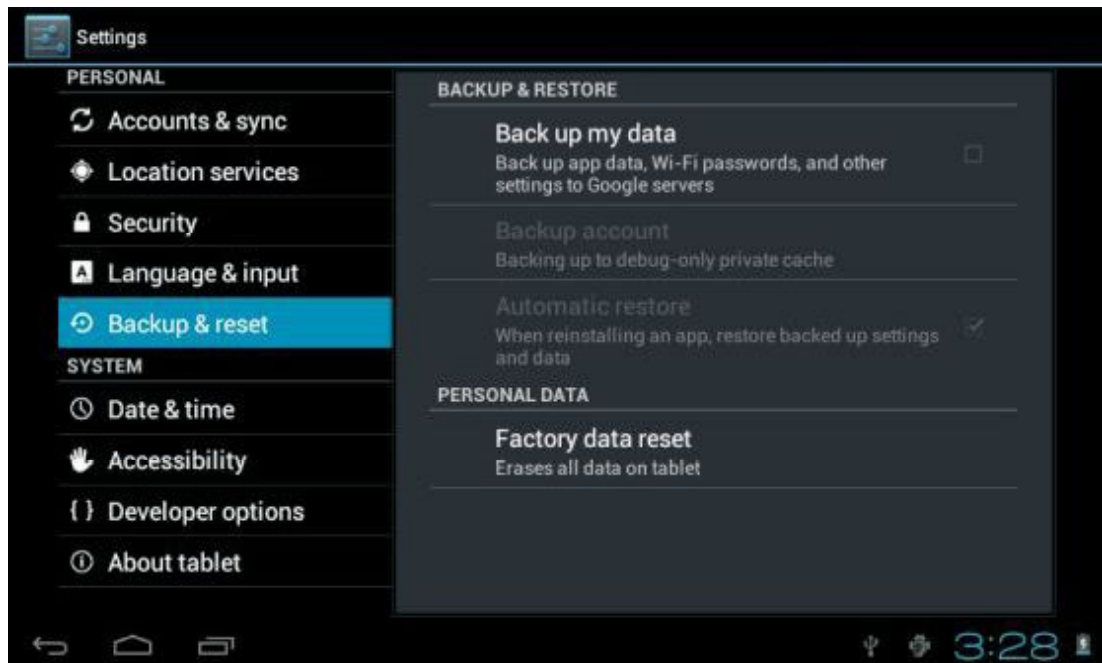 Settings
PERSONAL
Accounts & sync
Location services
Security
A
Language & input
Backup & reset
SYSTEM
Date & time
Accessibility
{ } Developer options
About tablet
BACKUP & RESTORE
Back up my data
Back up app data, Wi-Fi passwords, and other
settings to Google servers
Backup account
Backing up to debug-only private cache
Automatic restore
When reinstalling an app, restore backed up settings
and data
PERSONAL DATA
Factory data reset
Erases all data on tablet
3:28